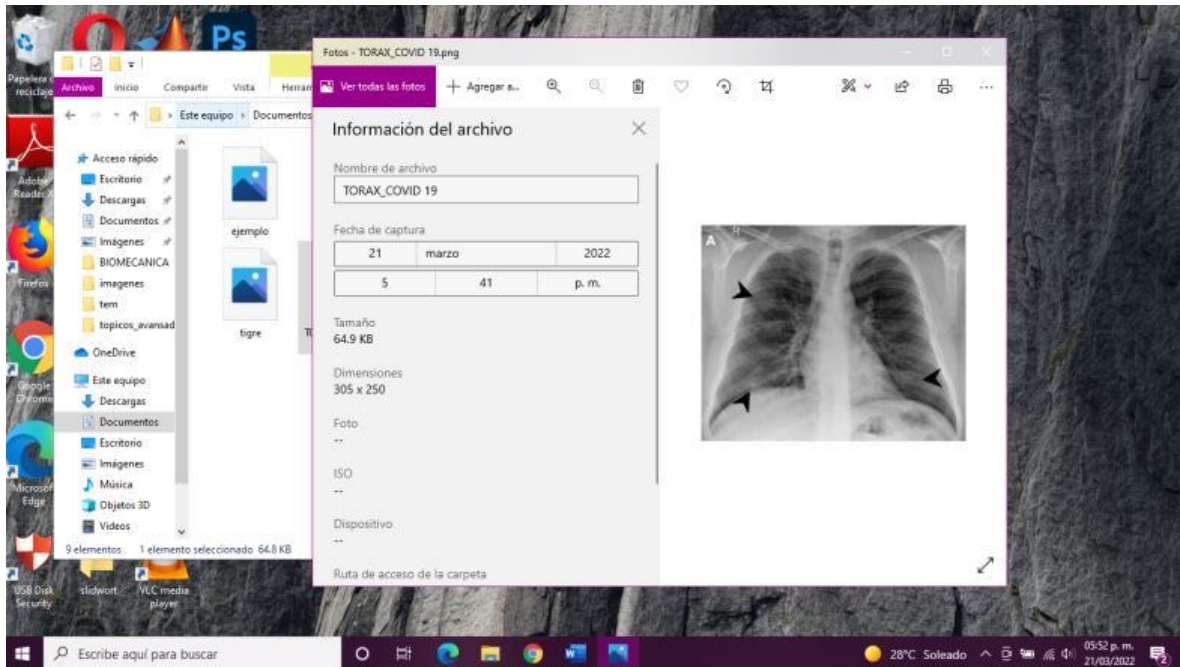 Ps
Papelera de
reciclaje
Adobe
Reader X
Firefox
Google
Chrome
Microsoft
Edge
USB Disk
Security
slidwort
VLC media
player
Archivo Inicio Compartir Vista
Este equipo Documentos
Acceso rápido
Escritorio
Descargas
Documentos
Imágenes
BIOMECANICA
imagenes
tem
topicos_avansad
OneDrive
Este equipo
Descargas
Documentos
Escritorio
Imágenes
Música
Objetos 3D
Videos
ejemplo
tigre
9 elementos 1 elemento seleccionado 64.8 KB
Fotos - TORAX_COVID 19.png
Ver todas las fotos Agregar a...
Información del archivo
Nombre de archivo
TORAX_COVID 19
Fecha de captura
21 marzo 2022
5 41 p. m.
Tamaño
64.9 KB
Dimensiones
305 x 250
Foto
--
ISO
--
Dispositivo
--
Ruta de acceso de la carpeta
A R
Escribe aquí para buscar
28°C Soleado
05:52 p. m.
21/03/2022